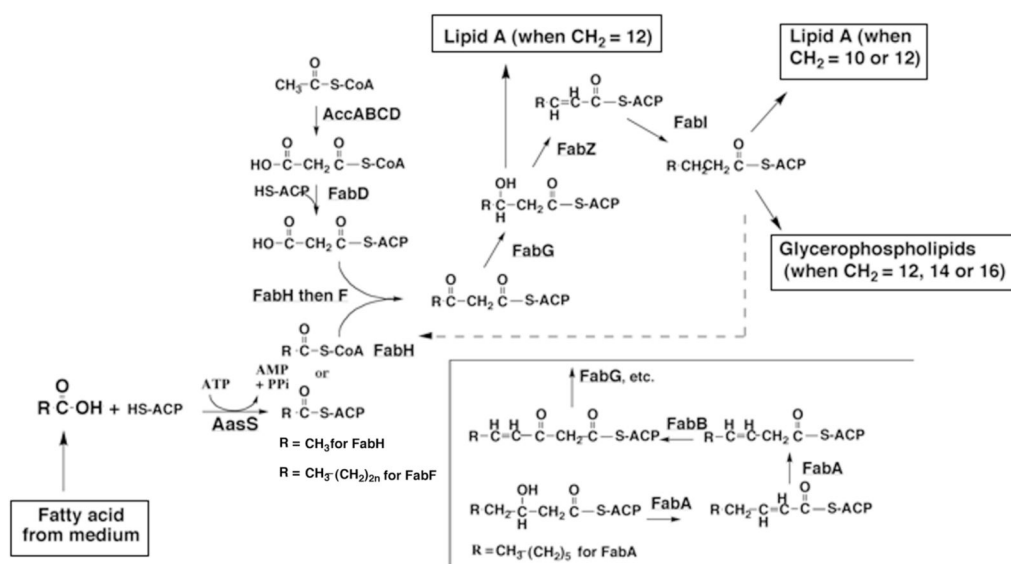 Lipid A (when CH2 = 12)
Lipid A (when
CH2 = 10 or 12)
O
CH3-C-S-CoA
AccABCD
O O
HO-C-CH2 C-S-CoA
HS-ACP FabD
O O
HO-C-CH2 C-S-ACP
FabH then F
H O
R C=C-C-S-ACP
H
FabI
FabZ
O
R CH2CH2 C-S-ACP
OH O
R C-CH2 C-S-ACP
H
FabG
O O
R C-CH2 C-S-ACP
Glycerophospholipids
(when CH2 = 12, 14 or 16)
O
R C-S-CoA FabH
or
O
R C-S-ACP
R = CH3 for FabH
R = CH3-(CH2)2n for FabF
ATP
AMP
+ PPi
AasS
O
R C-OH + HS-ACP
Fatty acid
from medium
FabG, etc.
H H O O
R-C=C-C-CH2-C-S-ACP
FabB
H H O
R-C=C-CH2-C-S-ACP
FabA
OH O
R CH2-C-CH2 C-S-ACP
H
FabA
H O
R CH2-C=C-C-S-ACP
H
R = CH3-(CH2)5 for FabA